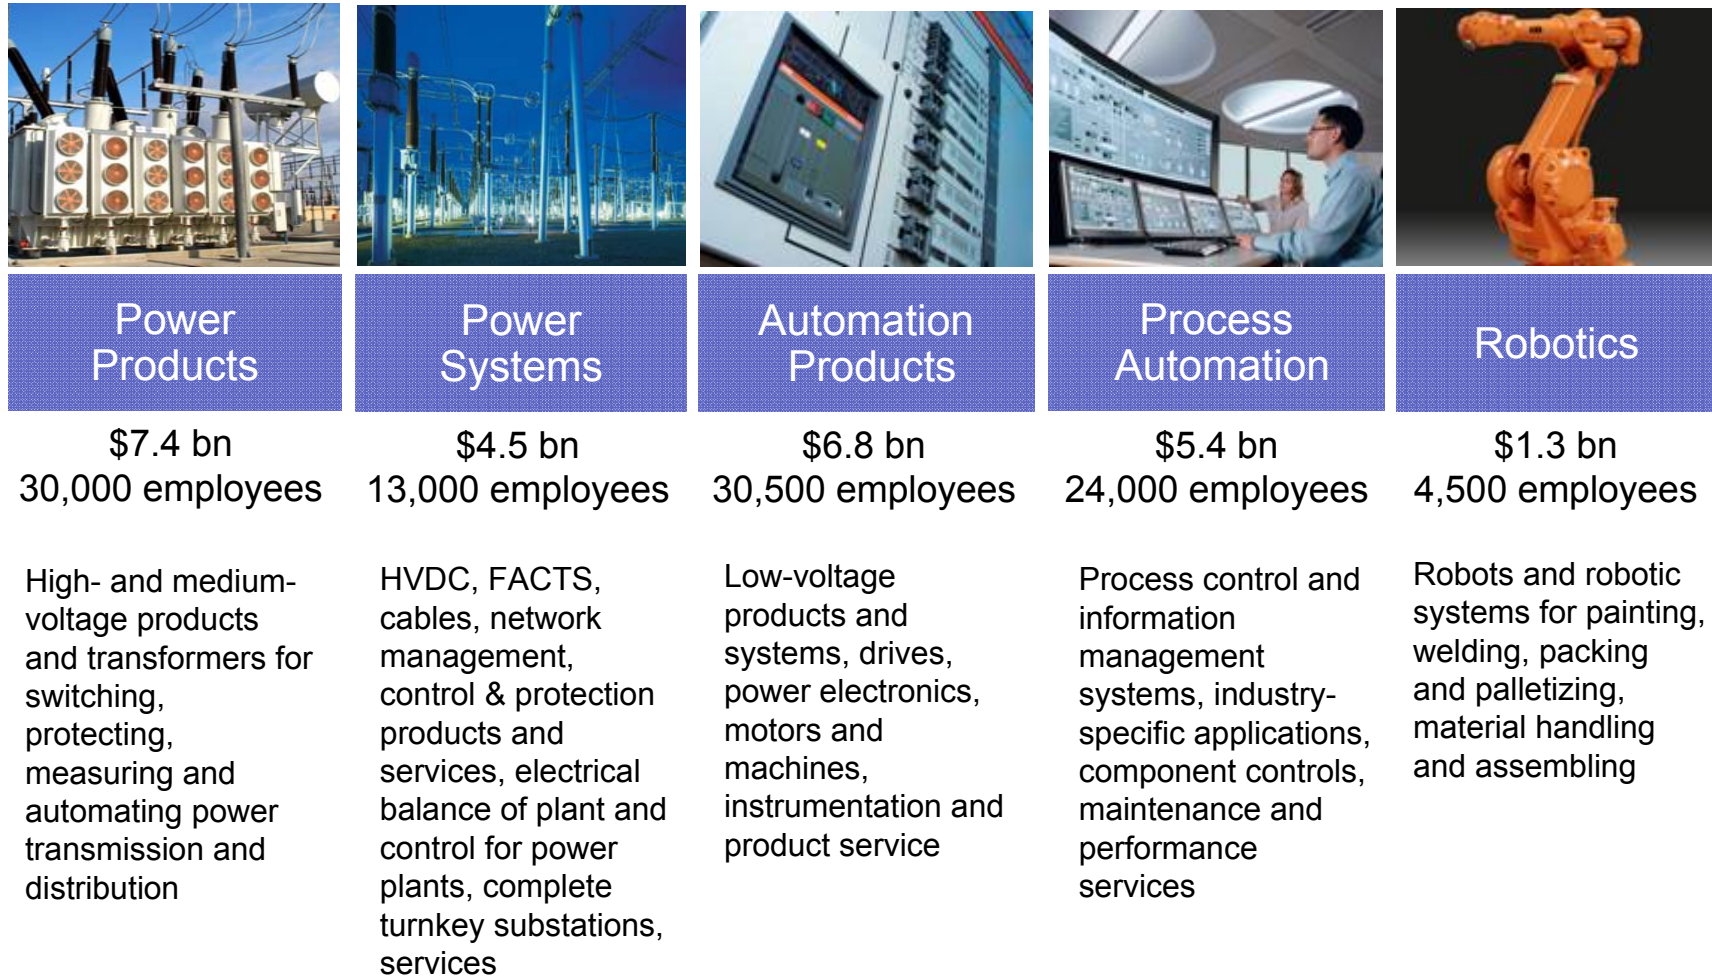 Power
Products
$7.4 bn
30,000 employees
High- and medium-
voltage products
and transformers for
switching,
protecting,
measuring and
automating power
transmission and
distribution
Power
Systems
$4.5 bn
13,000 employees
HVDC, FACTS,
cables, network
management,
control & protection
products and
services, electrical
balance of plant and
control for power
plants, complete
turnkey substations,
services
Automation
Products
$6.8 bn
30,500 employees
Low-voltage
products and
systems, drives,
power electronics,
motors and
machines,
instrumentation and
product service
Process
Automation
$5.4 bn
24,000 employees
Process control and
information
management
systems, industry-
specific applications,
component controls,
maintenance and
performance
services
Robotics
$1.3 bn
4,500 employees
Robots and robotic
systems for painting,
welding, packing
and palletizing,
material handling
and assembling